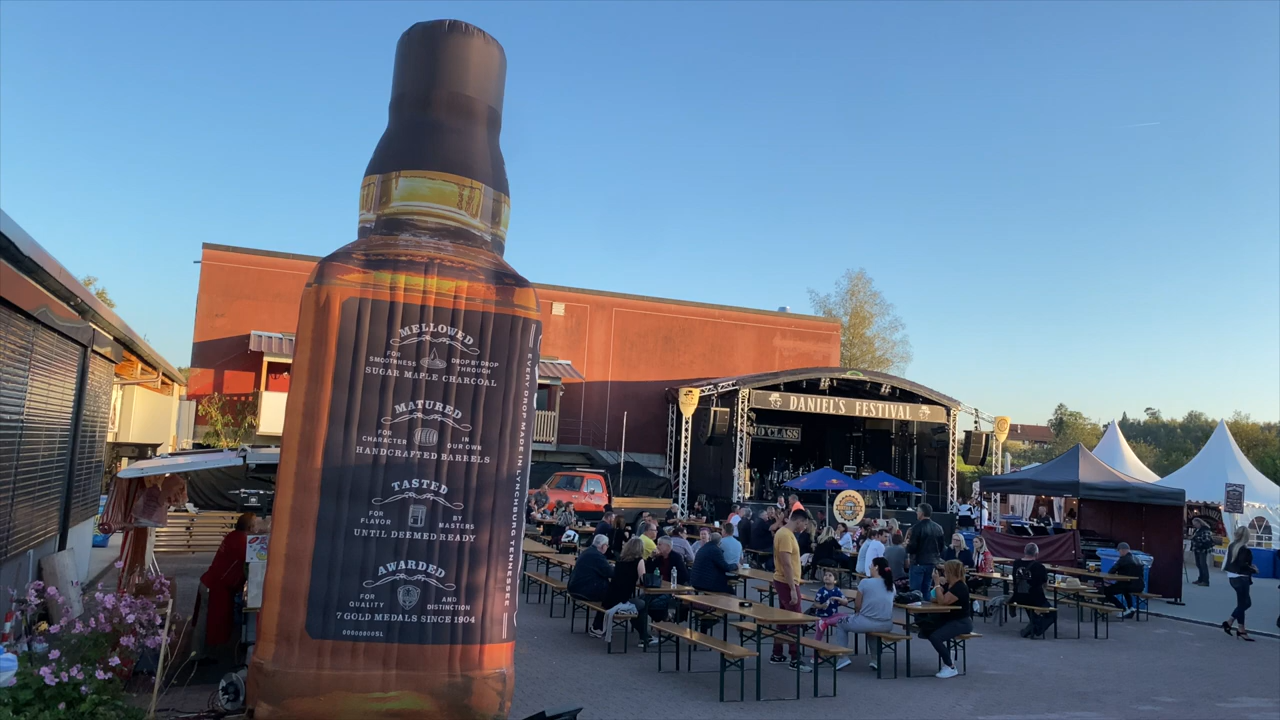 MELLOWED
FOR SMOOTHNESS
DROP BY DROP THROUGH
SUGAR MAPLE CHARCOAL
MATURED
FOR CHARACTER
IN OUR OWN
HANDCRAFTED BARRELS
TASTED
FOR FLAVOR
BY MASTERS
UNTIL DEEMED READY
AWARDED
FOR QUALITY
AND DISTINCTION
7 GOLD MEDALS SINCE 1904
EVERY DROP MADE IN LYNCHBURG TENNESSEE
DANIEL'S FESTIVAL